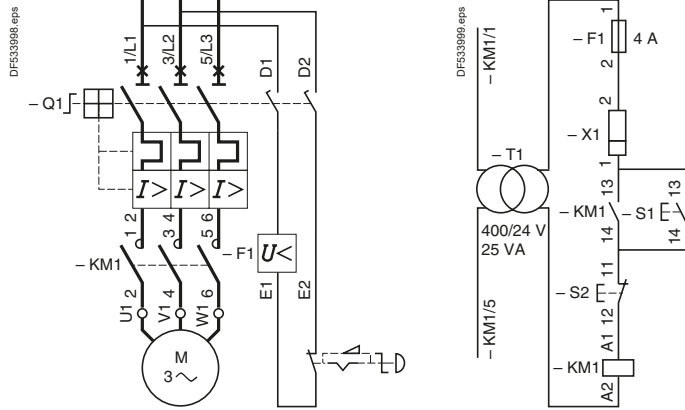 DF533998.eps
1/L1
3/L2
5/L3
D1
D2
– Q1
I>
I>
I>
2
4
6
1
3
5
– KM1
– F1
U<
E1
E2
2
4
6
U1
V1
W1
M
3~
DF533999.eps
– KM1/1
– T1
400/24 V
25 VA
– KM1/5
1
– F1
4 A
2
2
– X1
1
13
– KM1
14
– S1
13
14
11
– S2
12
A1
– KM1
A2